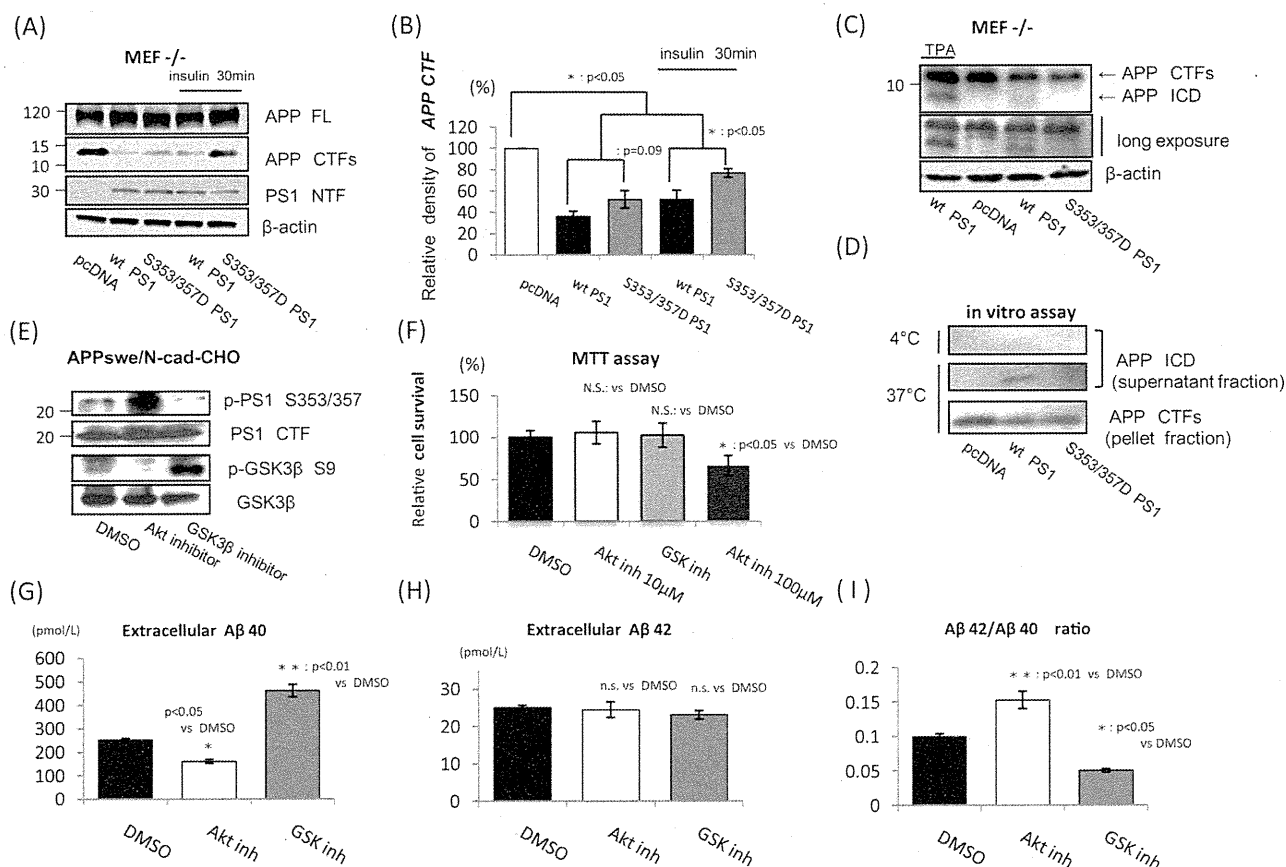 (A)
MEF -/-
insulin 30min
120
APP FL
15
10
APP CTFs
30
PS1 NTF
β-actin
pcDNA
wt PS1
S353/357D PS1
wt PS1
S353/357D PS1
(B)
insulin 30min
* : p<0.05
(%)
* : p<0.05
: p=0.09
Relative density of APP CTF
120
100
80
60
40
20
0
pcDNA
wt PS1
S353/357D PS1
wt PS1
S353/357D PS1
(C)
MEF -/-
TPA
10
← APP CTFs
← APP ICD
long exposure
β-actin
wt PS1
pcDNA
wt PS1
S353/357D PS1
(D)
in vitro assay
4°C
37°C
APP ICD
(supernatant fraction)
APP CTFs
(pellet fraction)
pcDNA
wt PS1
S353/357D PS1
(E)
APPswe/N-cad-CHO
20
p-PS1 S353/357
20
PS1 CTF
p-GSK3β S9
GSK3β
DMSO
Akt inhibitor
GSK3β inhibitor
(F)
MTT assay
(%)
N.S.: vs DMSO
N.S.: vs DMSO
* : p<0.05 vs DMSO
Relative cell survival
150
100
50
0
DMSO
Akt inh 10μM
GSK inh
Akt inh 100μM
(G)
(pmol/L)
Extracellular Aβ 40
* * : p<0.01
vs DMSO
p<0.05
vs DMSO
*
600
500
400
300
200
100
0
DMSO
Akt inh
GSK inh
(H)
Extracellular Aβ 42
(pmol/L)
n.s. vs DMSO
n.s. vs DMSO
30
20
10
0
DMSO
Akt inh
GSK inh
(I)
Aβ 42/Aβ 40 ratio
* * : p<0.01 vs DMSO
* : p<0.05
vs DMSO
0.2
0.15
0.1
0.05
0
DMSO
Akt inh
GSK inh